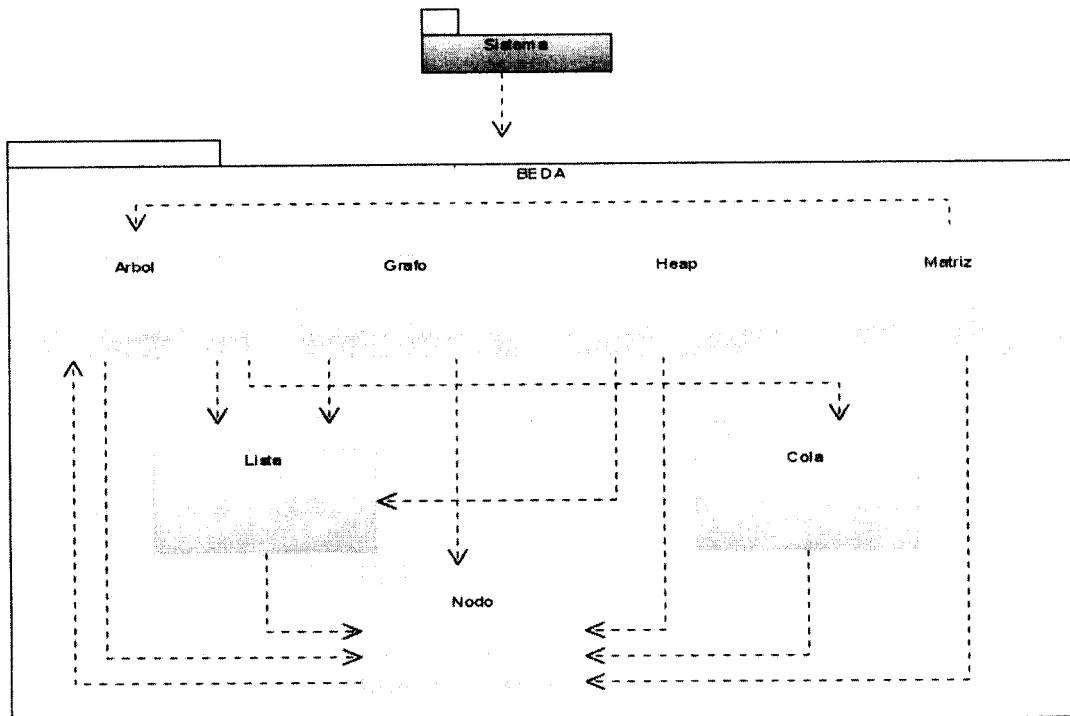 Sistema
BEDA
Arbol
Grafo
Heap
Matriz
Lista
Cola
Nodo